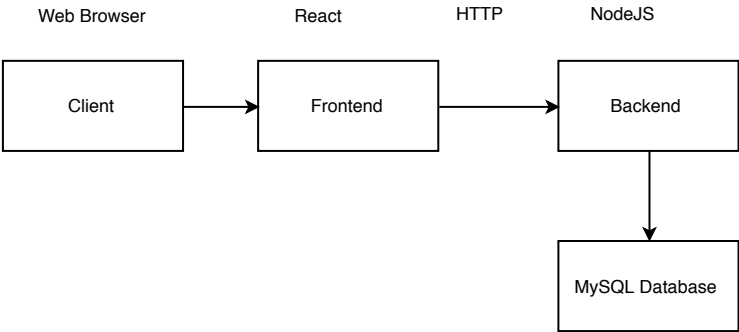 Web Browser
React
HTTP
NodeJS
Client
Frontend
Backend
MySQL Database